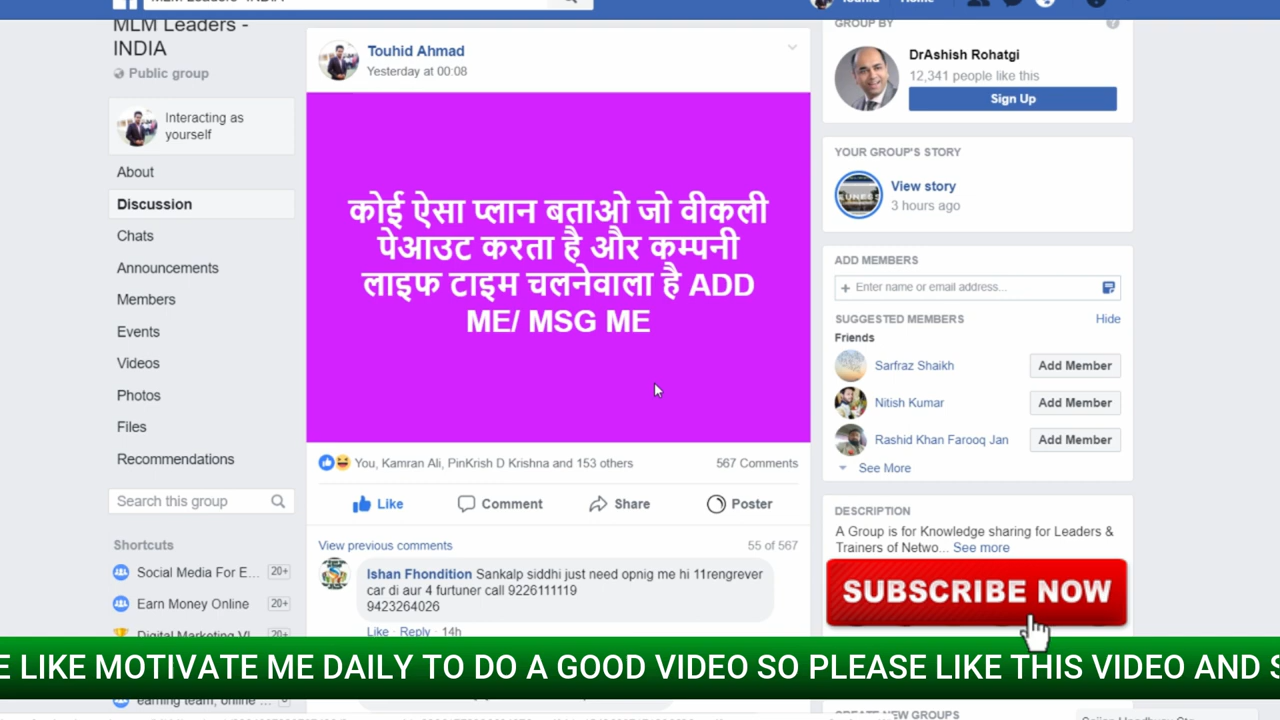 MLM Leaders -
INDIA
Public group
Interacting as
yourself
About
Discussion
Chats
Announcements
Members
Events
Videos
Photos
Files
Recommendations
Search this group
Shortcuts
Social Media For E... 20+
Earn Money Online 20+
Touhid Ahmad
Yesterday at 00:08
कोई ऐसा प्लान बताओ जो वीकली
पेआउट करता है और कम्पनी
लाइफ टाइम चलनेवाला है ADD
ME/ MSG ME
You, Kamran Ali, PinKrish D Krishna and 153 others 567 Comments
Like Comment Share Poster
View previous comments 55 of 567
Ishan Fhondition Sankalp siddhi just need opnig me hi 11rengrever
car di aur 4 furtuner call 9226111119
9423264026
Like · Reply · 14h
GROUP BY
DrAshish Rohatgi
12,341 people like this
Sign Up
YOUR GROUP'S STORY
View story
3 hours ago
ADD MEMBERS
+ Enter name or email address...
SUGGESTED MEMBERS Hide
Friends
Sarfraz Shaikh Add Member
Nitish Kumar Add Member
Rashid Khan Farooq Jan Add Member
See More
DESCRIPTION
A Group is for Knowledge sharing for Leaders &
Trainers of Netwo... See more
SUBSCRIBE NOW
E LIKE MOTIVATE ME DAILY TO DO A GOOD VIDEO SO PLEASE LIKE THIS VIDEO AND S
earning team, online ...
CREATE NEW GROUPS